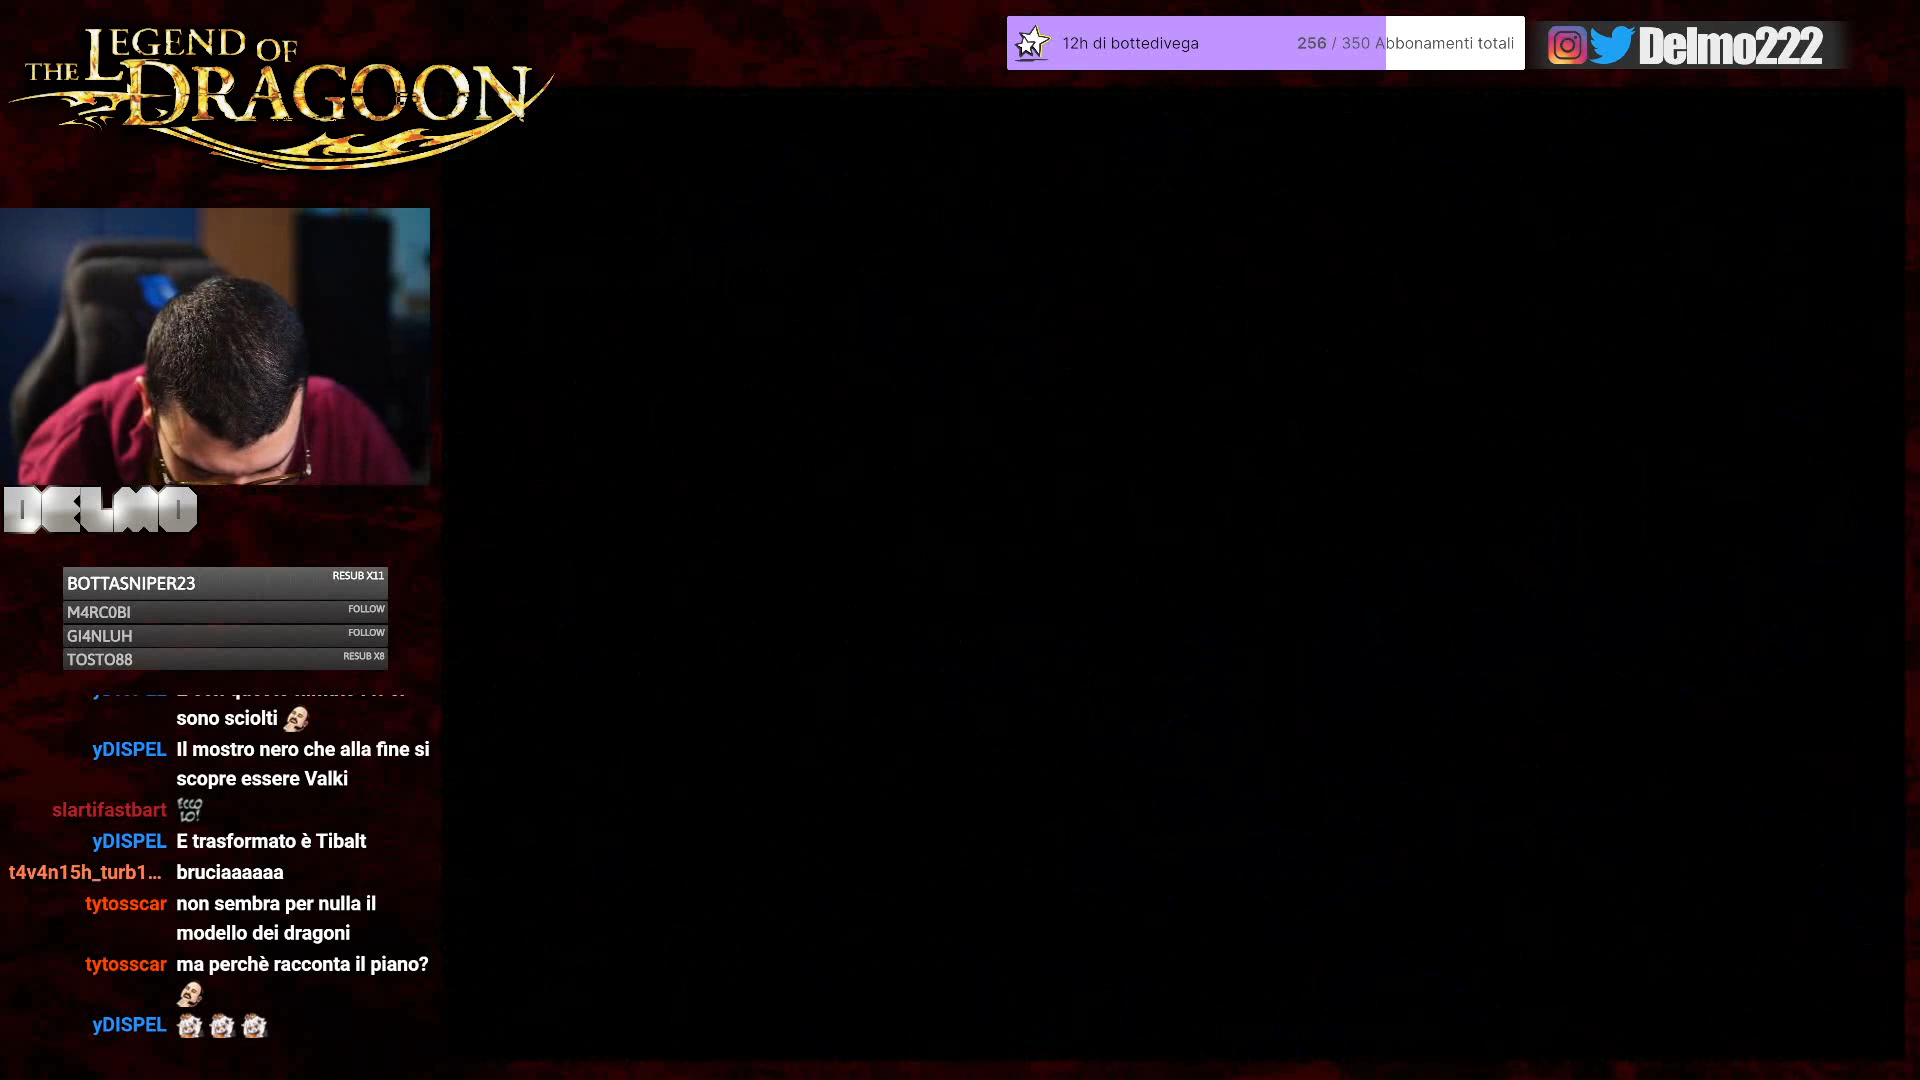 THE LEGEND OF
DRAGOON
12h di bottedivega
256 / 350 Abbonamenti totali
Delmo222
DELMO
BOTTASNIPER23 RESUB X11
M4RC0BI FOLLOW
GI4NLUH FOLLOW
TOSTO88 RESUB X8
sono sciolti
yDISPEL Il mostro nero che alla fine si
scopre essere Valki
slartifastbart ECCO
LO!
yDISPEL E trasformato è Tibalt
t4v4n15h_turb1... bruciaaaaaa
tytosscar non sembra per nulla il
modello dei dragoni
tytosscar ma perchè racconta il piano?
yDISPEL